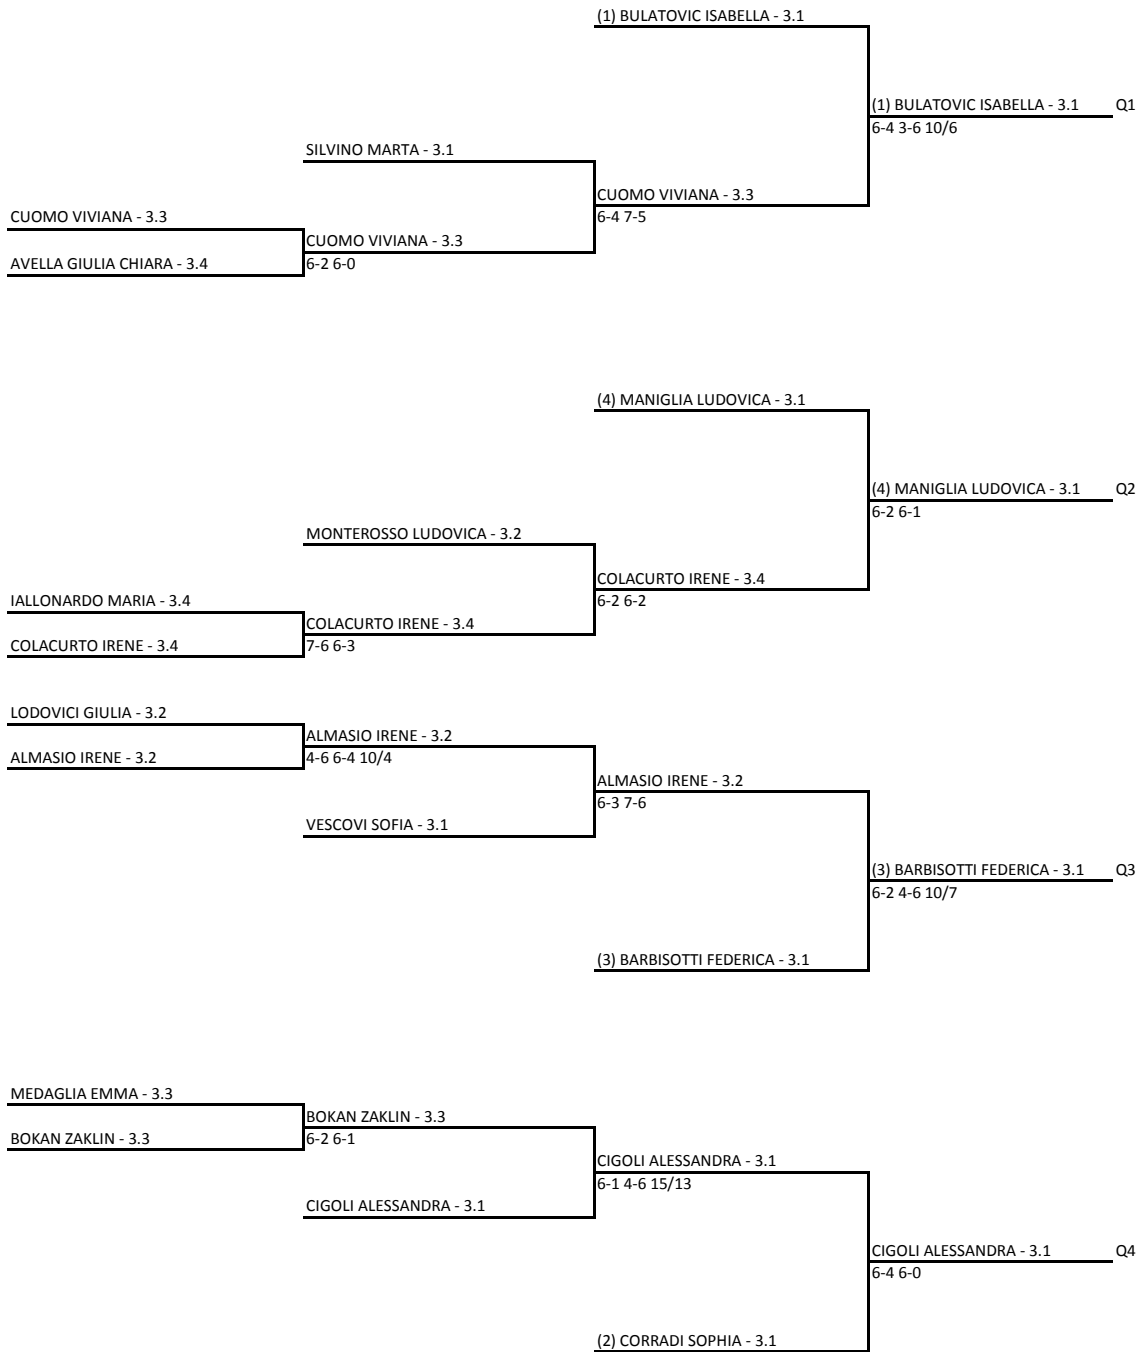 (1) BULATOVIC ISABELLA - 3.1
(1) BULATOVIC ISABELLA - 3.1 Q1
6-4 3-6 10/6
SILVINO MARTA - 3.1
CUOMO VIVIANA - 3.3
6-4 7-5
CUOMO VIVIANA - 3.3
CUOMO VIVIANA - 3.3
AVELLA GIULIA CHIARA - 3.4
6-2 6-0
(4) MANIGLIA LUDOVICA - 3.1
(4) MANIGLIA LUDOVICA - 3.1 Q2
6-2 6-1
MONTEROSSO LUDOVICA - 3.2
COLACURTO IRENE - 3.4
6-2 6-2
IALLONARDO MARIA - 3.4
COLACURTO IRENE - 3.4
COLACURTO IRENE - 3.4
7-6 6-3
LODOVICI GIULIA - 3.2
ALMASIO IRENE - 3.2
ALMASIO IRENE - 3.2
4-6 6-4 10/4
ALMASIO IRENE - 3.2
6-3 7-6
VESCOVI SOFIA - 3.1
(3) BARBISOTTI FEDERICA - 3.1 Q3
6-2 4-6 10/7
(3) BARBISOTTI FEDERICA - 3.1
MEDAGLIA EMMA - 3.3
BOKAN ZAKLIN - 3.3
BOKAN ZAKLIN - 3.3
6-2 6-1
CIGOLI ALESSANDRA - 3.1
6-1 4-6 15/13
CIGOLI ALESSANDRA - 3.1
CIGOLI ALESSANDRA - 3.1 Q4
6-4 6-0
(2) CORRADI SOPHIA - 3.1